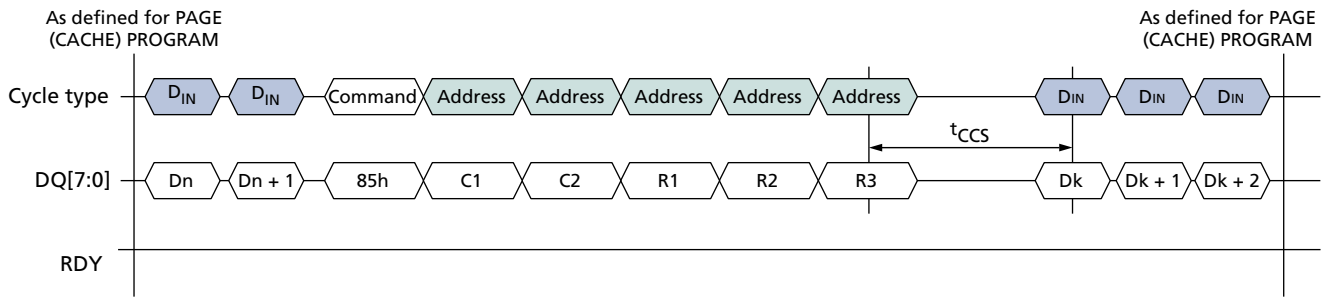 As defined for PAGE
(CACHE) PROGRAM
As defined for PAGE
(CACHE) PROGRAM
Cycle type DIN DIN Command Address Address Address Address Address DIN DIN DIN
tCCS
DQ[7:0] Dn Dn + 1 85h C1 C2 R1 R2 R3 Dk Dk + 1 Dk + 2
RDY